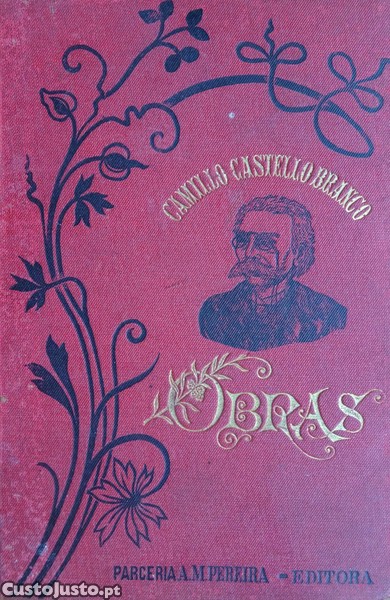 CAMILLO CASTELLO BRANCO
OBRAS
PARCERIA A. M. PEREIRA = EDITORA
CustoJusto.pt